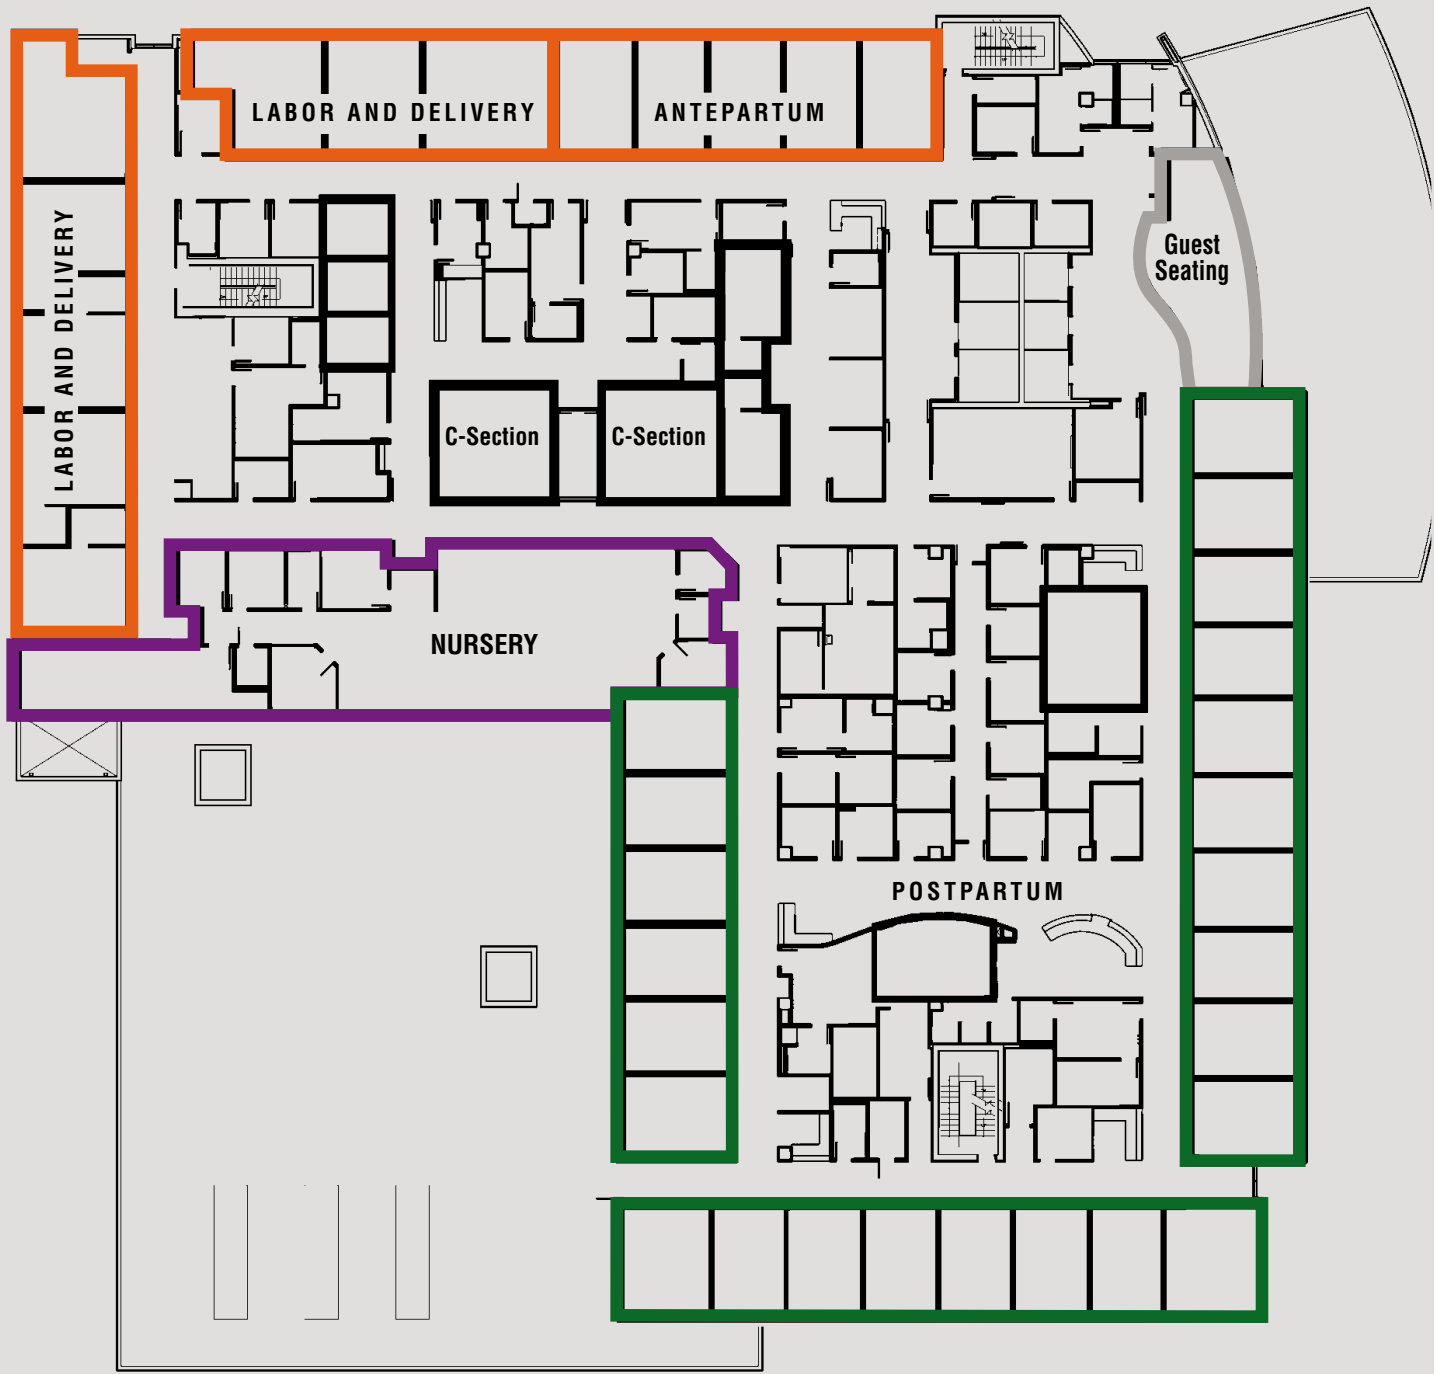 LABOR AND DELIVERY
ANTEPARTUM
LABOR AND DELIVERY
Guest
Seating
C-Section
C-Section
NURSERY
POSTPARTUM